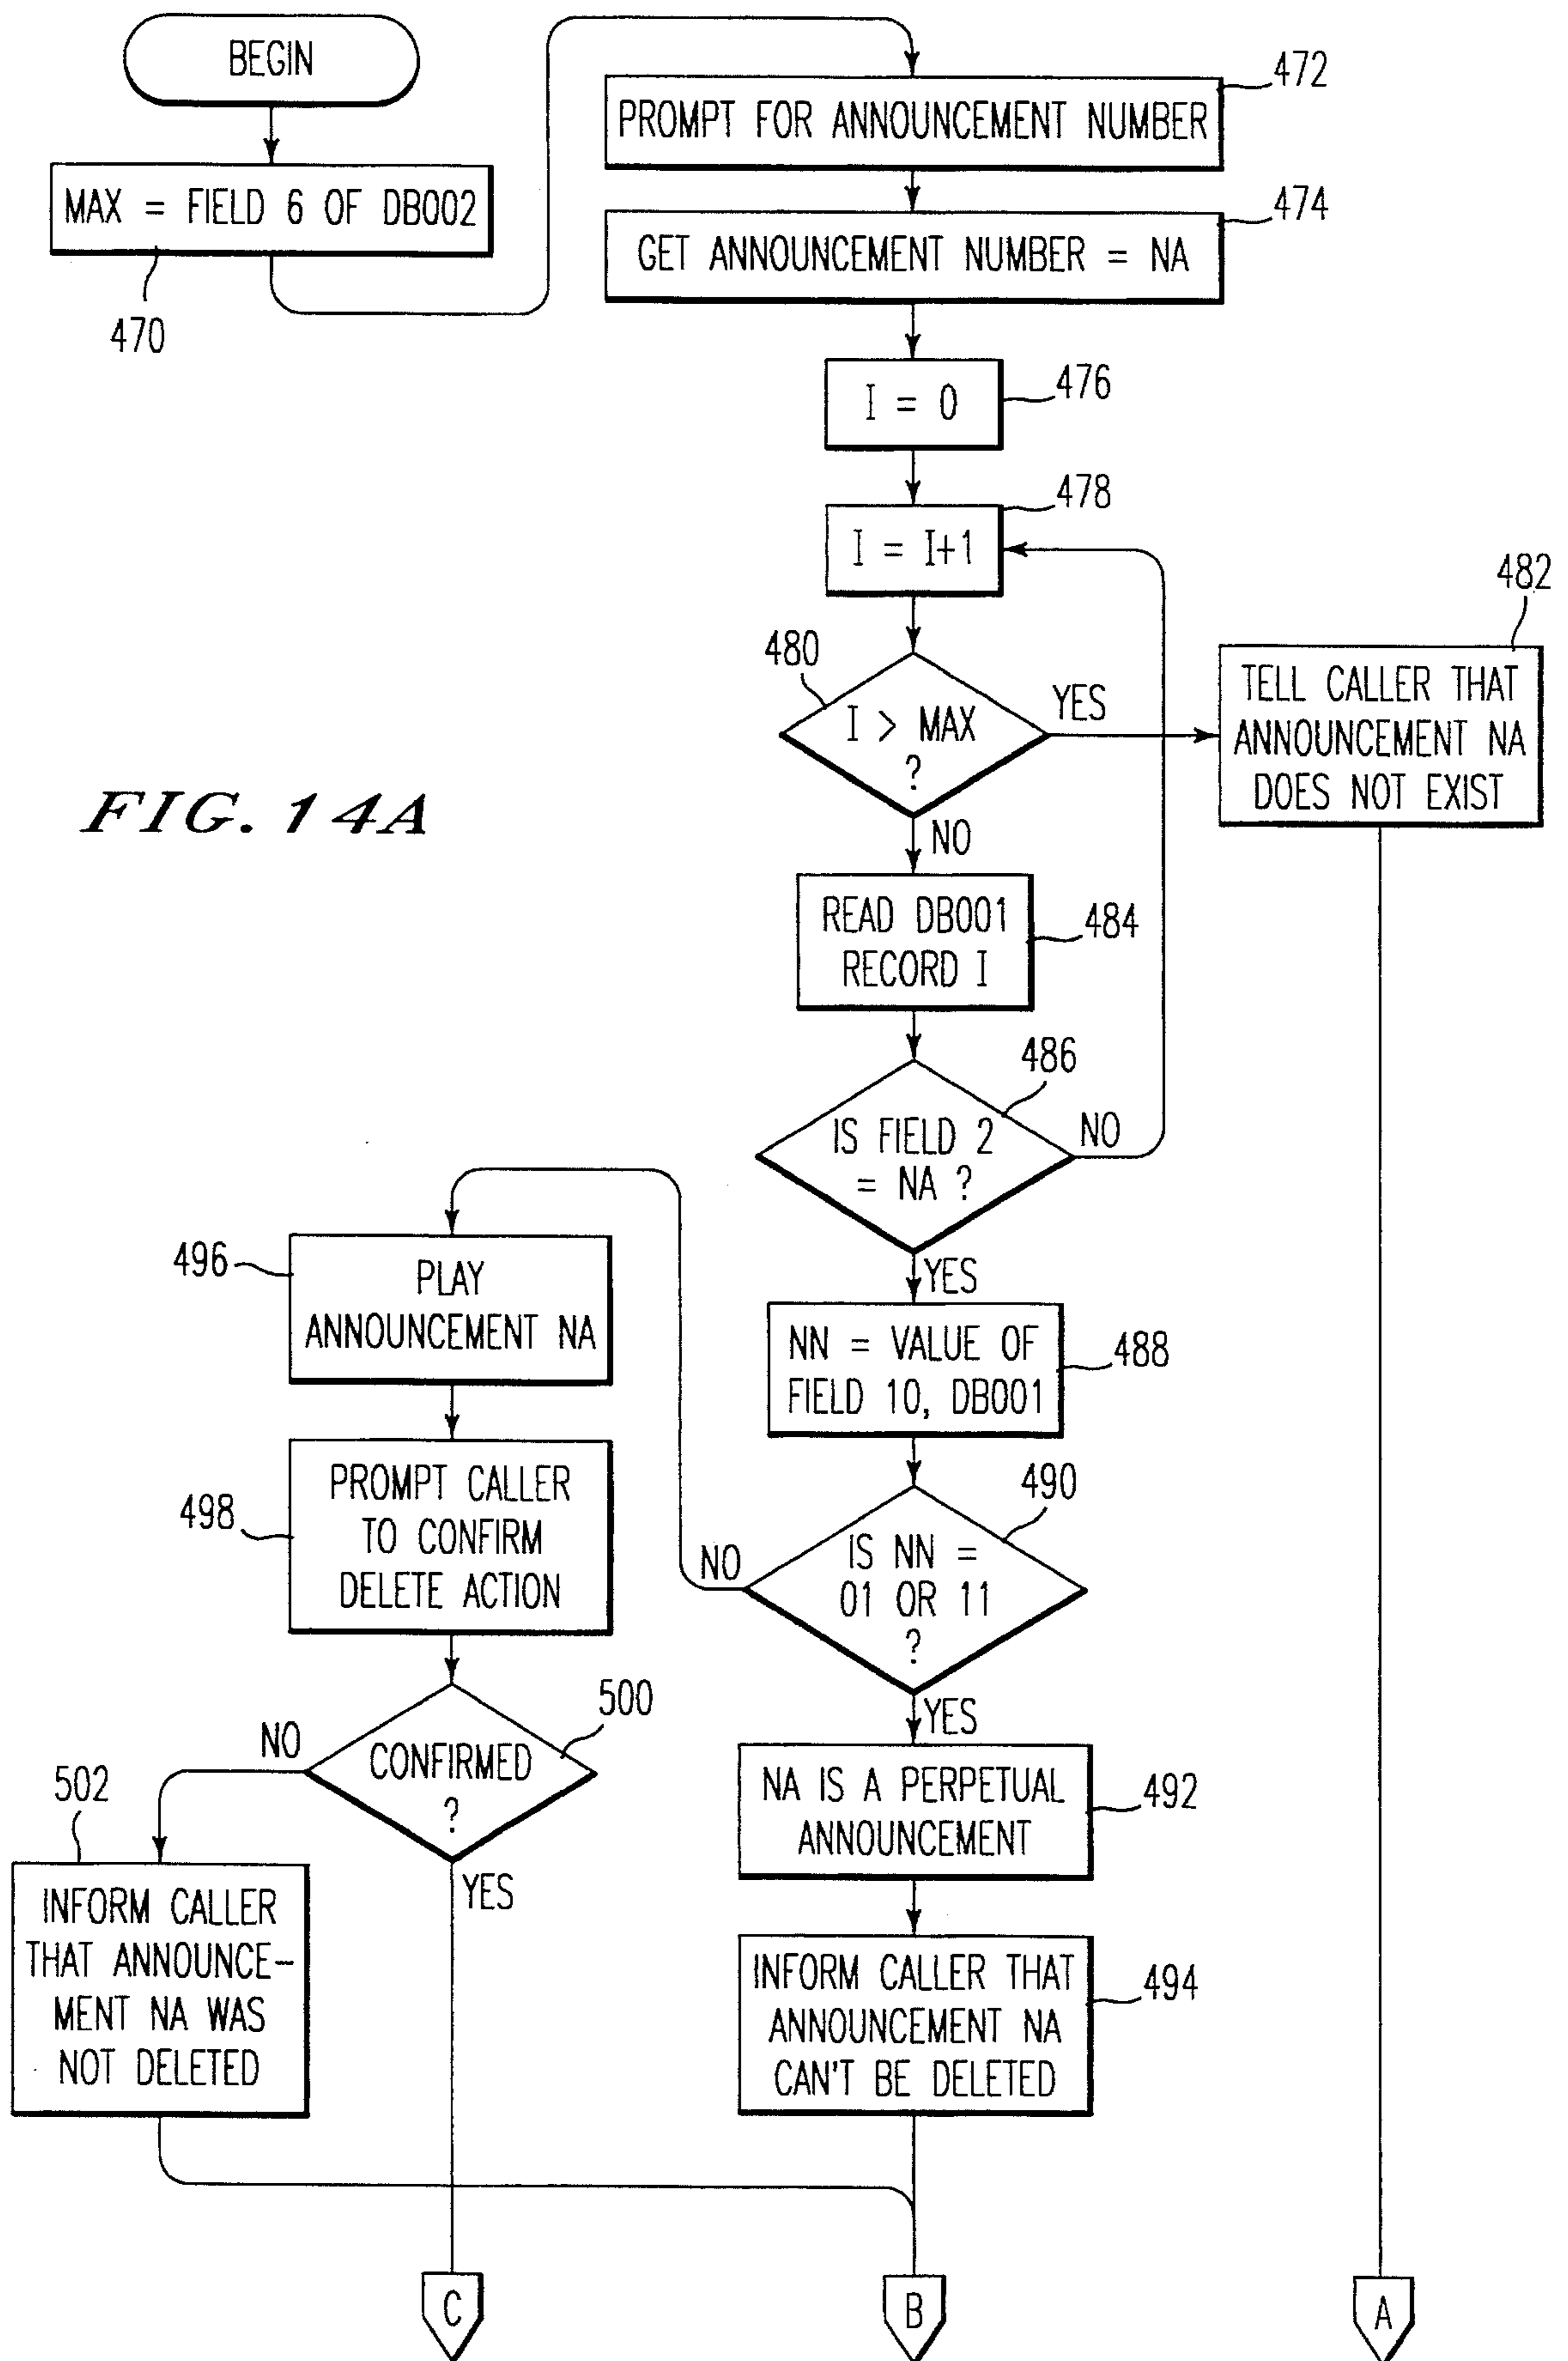 BEGIN
MAX = FIELD 6 OF DB002
470
PROMPT FOR ANNOUNCEMENT NUMBER
472
GET ANNOUNCEMENT NUMBER = NA
474
I = 0
476
I = I+1
478
480
I > MAX
?
YES
NO
482
TELL CALLER THAT
ANNOUNCEMENT NA
DOES NOT EXIST
FIG. 14A
READ DB001
RECORD I
484
486
IS FIELD 2
= NA ?
NO
YES
NN = VALUE OF
FIELD 10, DB001
488
490
IS NN =
01 OR 11
?
NO
YES
496
PLAY
ANNOUNCEMENT NA
498
PROMPT CALLER
TO CONFIRM
DELETE ACTION
500
CONFIRMED
?
NO
YES
502
INFORM CALLER
THAT ANNOUNCE-
MENT NA WAS
NOT DELETED
NA IS A PERPETUAL
ANNOUNCEMENT
492
INFORM CALLER THAT
ANNOUNCEMENT NA
CAN'T BE DELETED
494
C
B
A